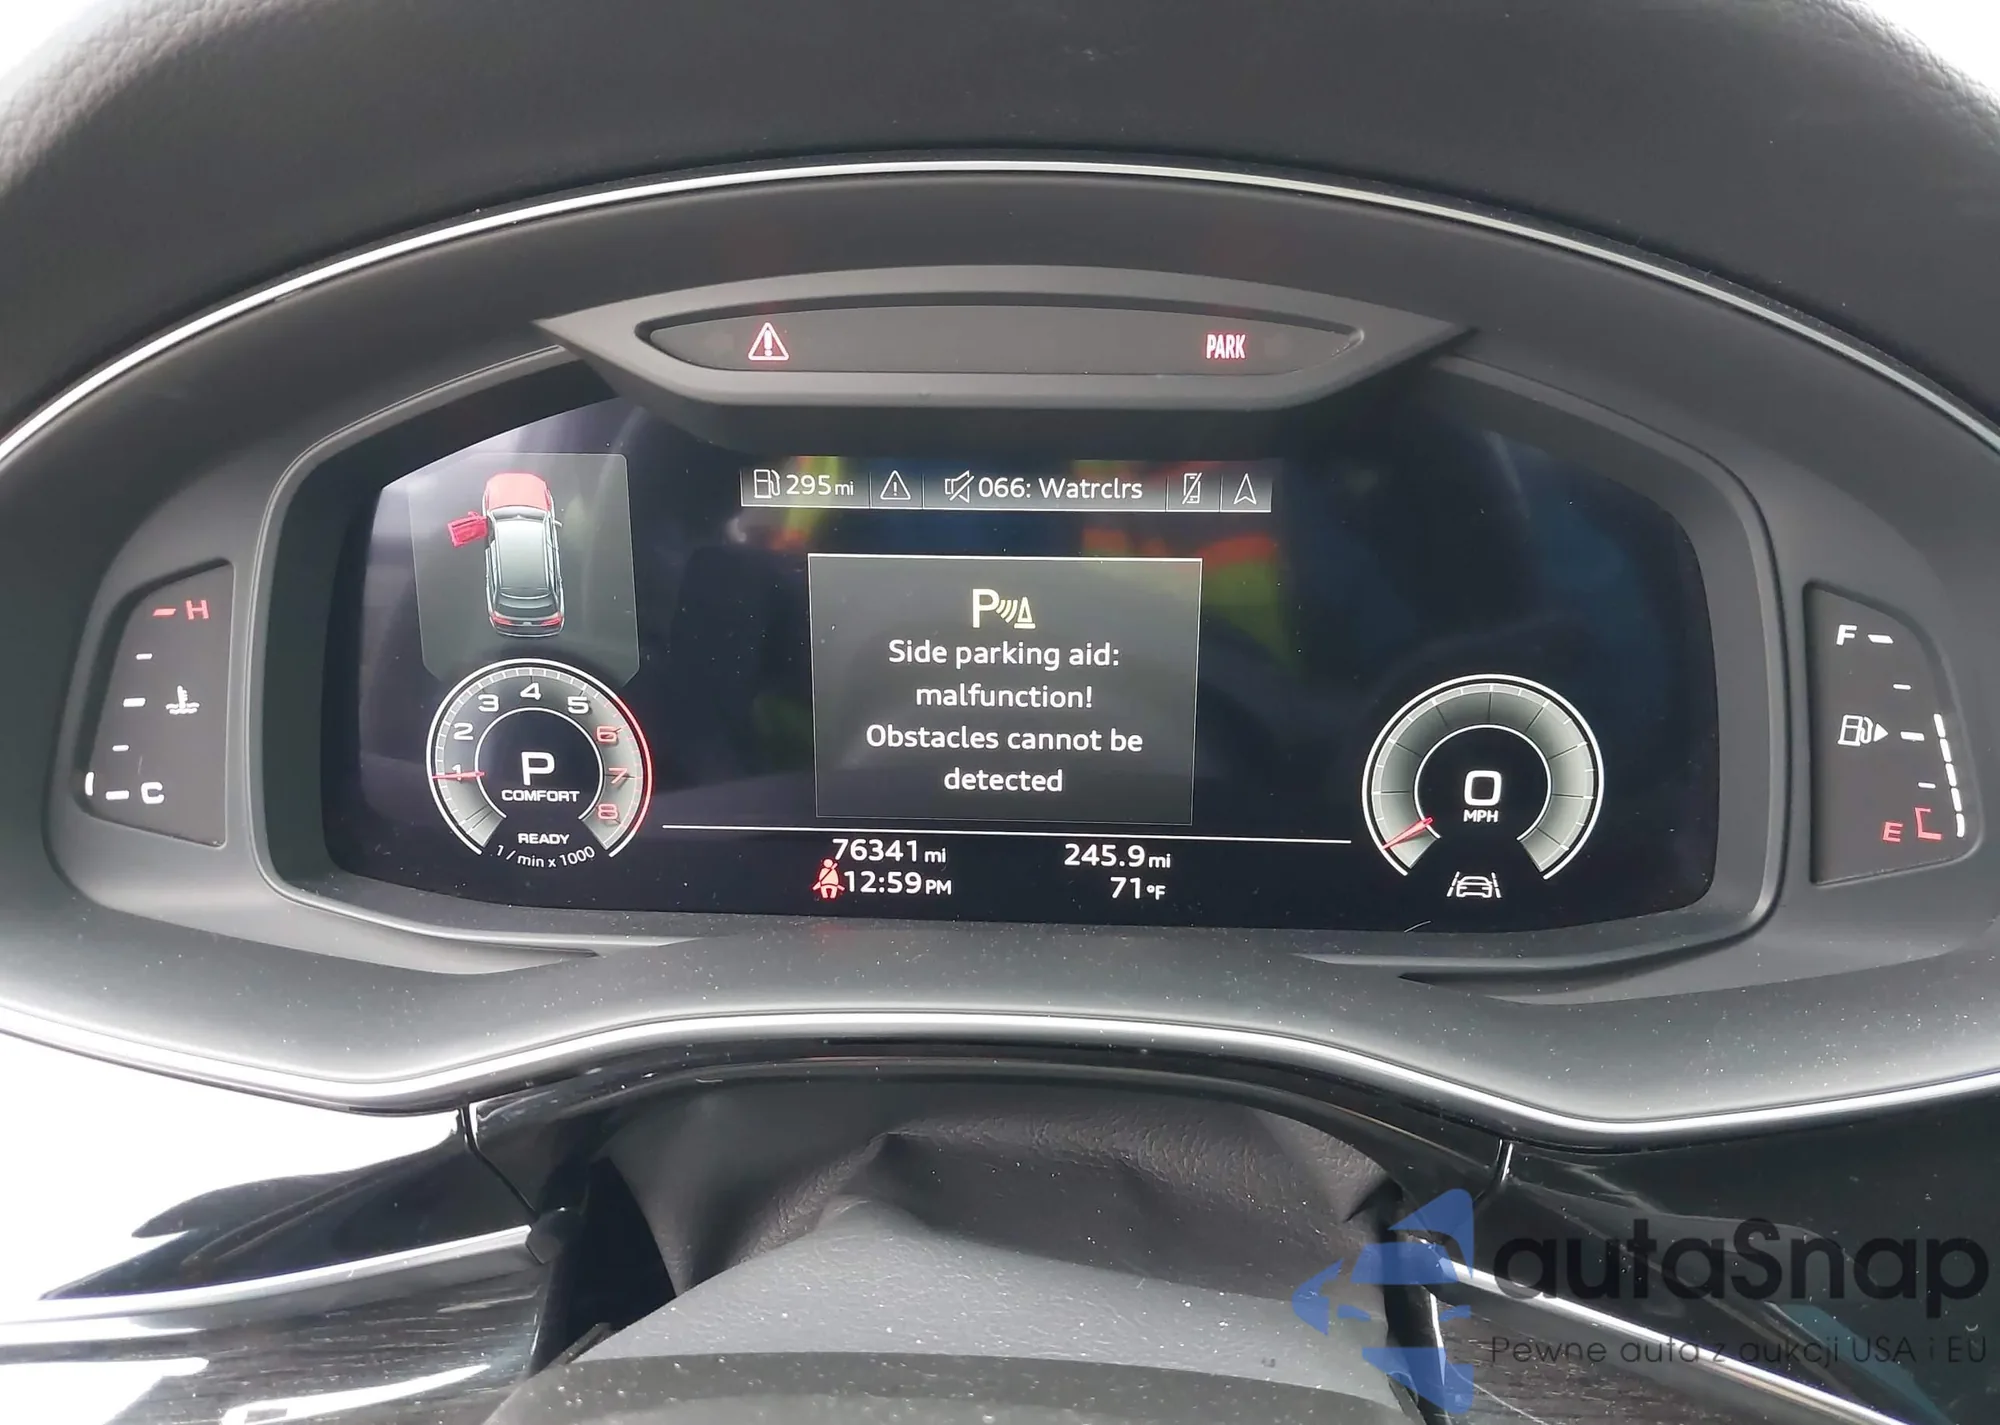 PARK
295 mi
066: Watrclrs
H
F
P
Side parking aid:
malfunction!
Obstacles cannot be
detected
1 2 3 4 5 6 7 8
P
COMFORT
READY
1 / min x 1000
0
MPH
C
E
76341 mi
245.9 mi
12:59 PM
71°F
autaSnap
Pewne auta z aukcji USA i EU